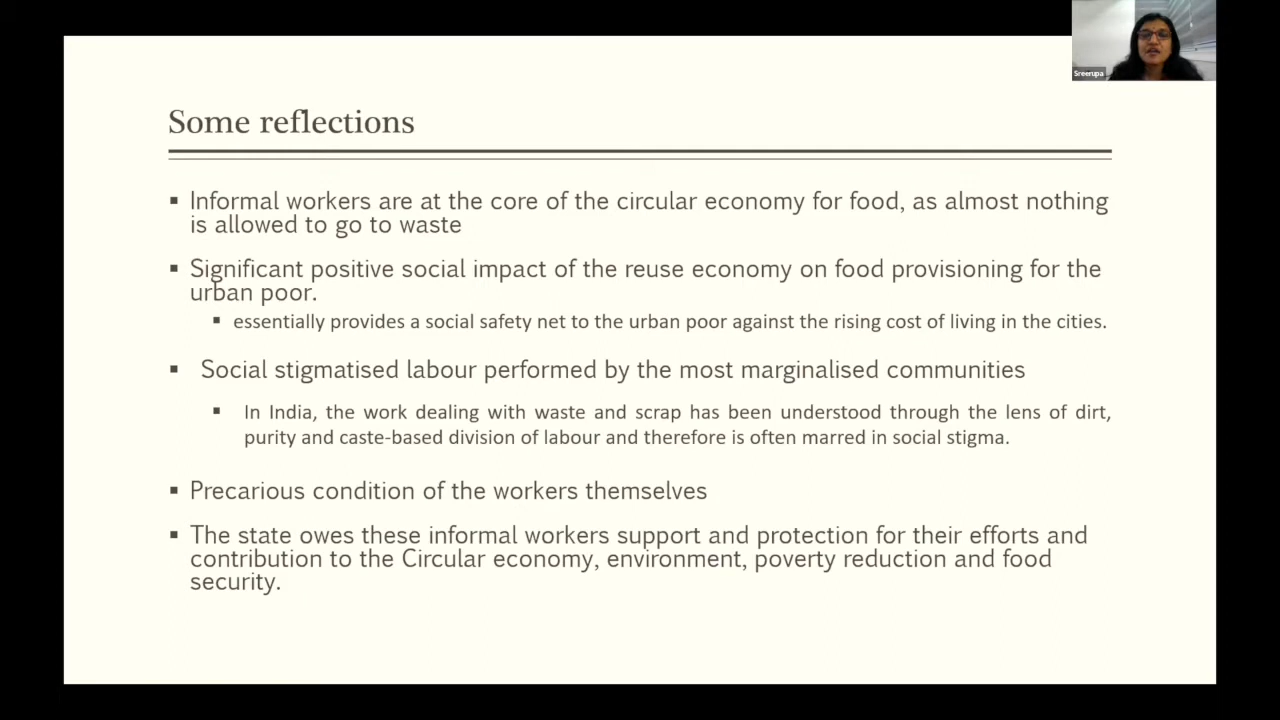 Sreerupa
Some reflections
▪ Informal workers are at the core of the circular economy for food, as almost nothing
is allowed to go to waste
▪ Significant positive social impact of the reuse economy on food provisioning for the
urban poor.
▪ essentially provides a social safety net to the urban poor against the rising cost of living in the cities.
▪ Social stigmatised labour performed by the most marginalised communities
▪ In India, the work dealing with waste and scrap has been understood through the lens of dirt,
purity and caste-based division of labour and therefore is often marred in social stigma.
▪ Precarious condition of the workers themselves
▪ The state owes these informal workers support and protection for their efforts and
contribution to the Circular economy, environment, poverty reduction and food
security.